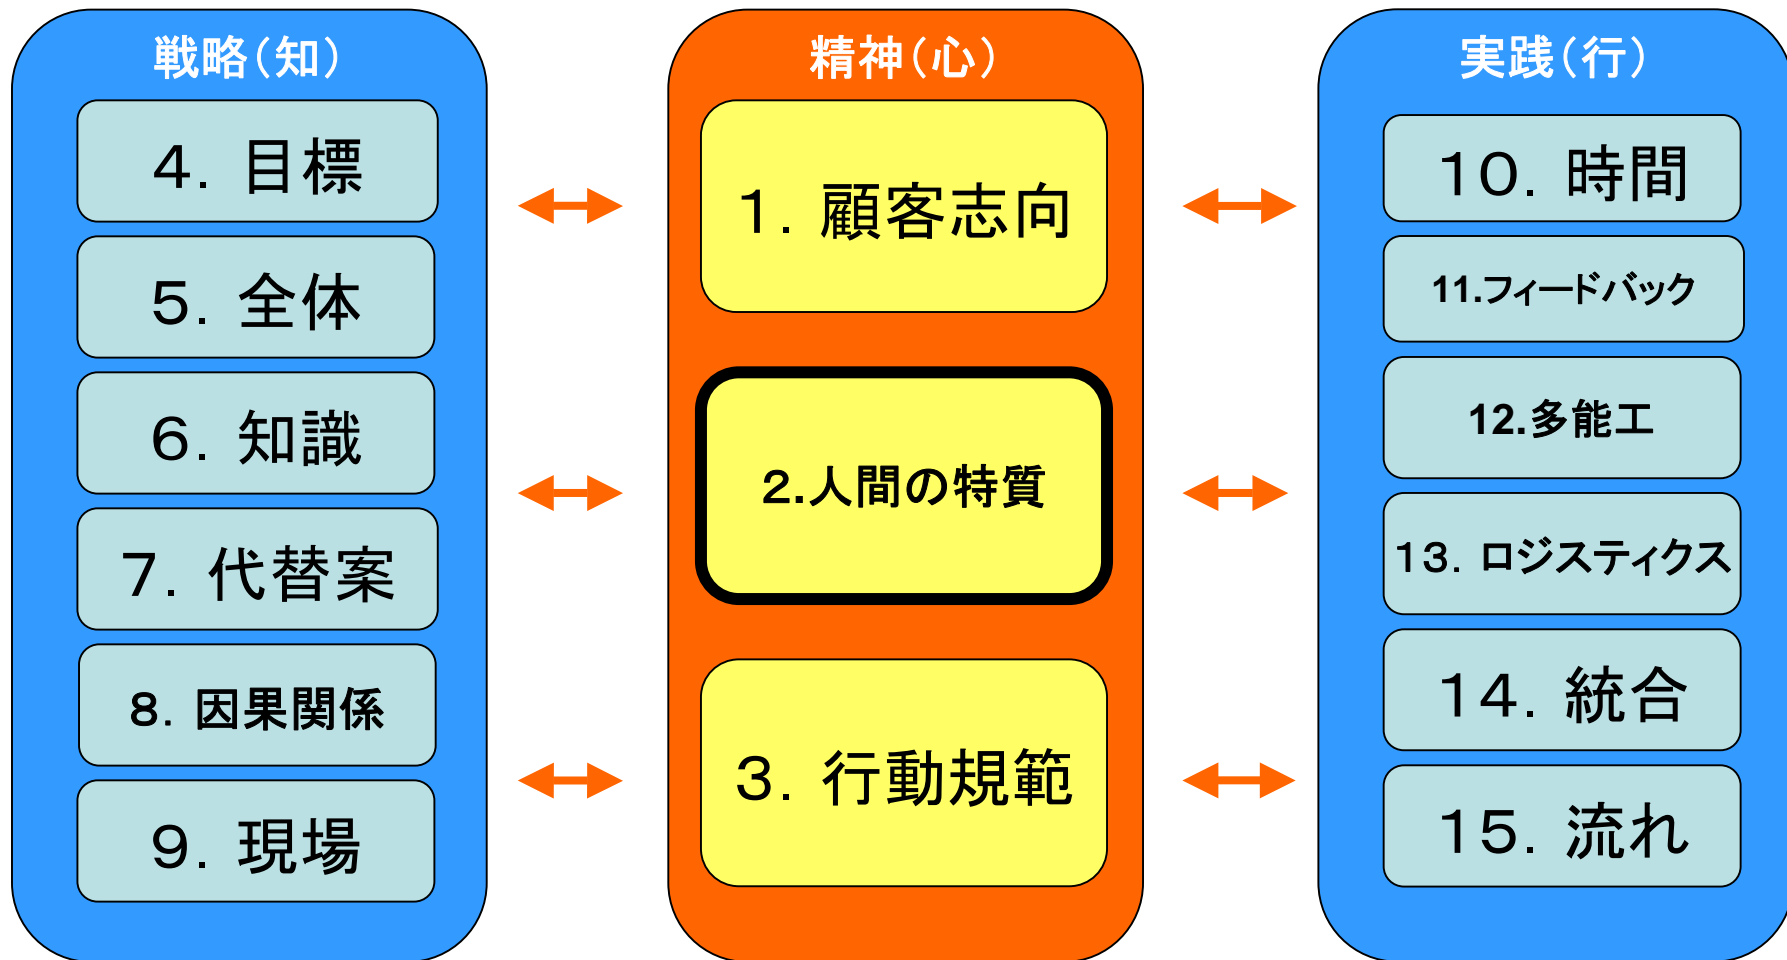 戦略（知）
4．目標
5．全体
6．知識
7．代替案
8．因果関係
9．現場
精神（心）
1．顧客志向
2.人間の特質
3．行動規範
実践（行）
10．時間
11.フィードバック
12.多能工
13．ロジスティクス
14．統合
15．流れ